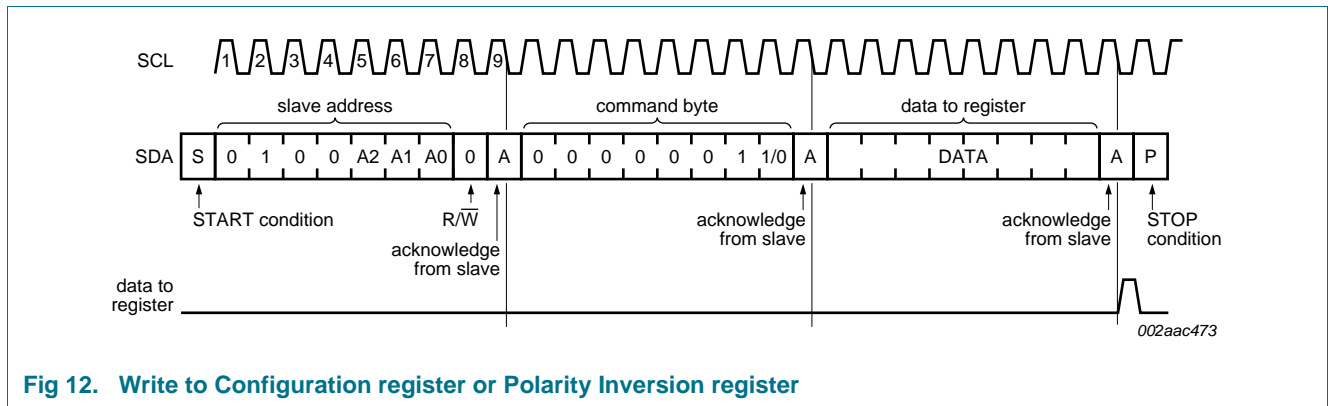 SCL 1 2 3 4 5 6 7 8 9
slave address command byte data to register
SDA S 0 1 0 0 A2 A1 A0 0 A 0 0 0 0 0 0 1 1/0 A DATA A P
START condition R/W̅ acknowledge from slave acknowledge from slave acknowledge from slave STOP condition
data to
register
002aac473
Fig 12. Write to Configuration register or Polarity Inversion register